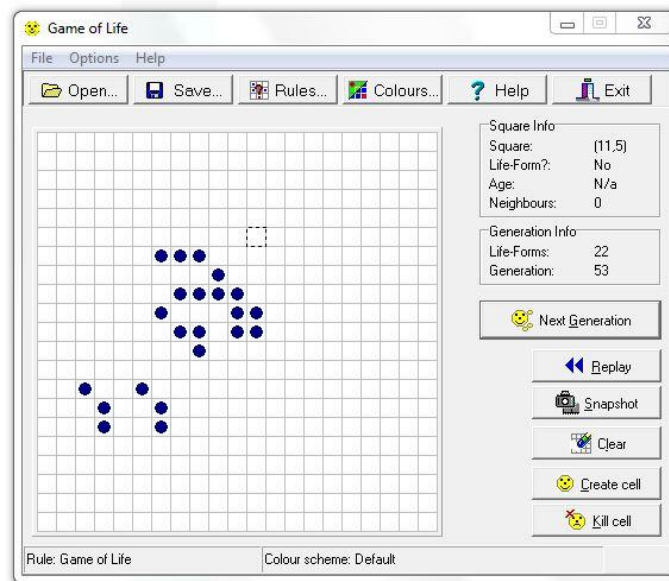 Game of Life
File Options Help
Open... Save... Rules... Colours... Help Exit
Square Info
Square: (11,5)
Life-Form?: No
Age: N/a
Neighbours: 0
Generation Info
Life-Forms: 22
Generation: 53
Next Generation
Replay
Snapshot
Clear
Create cell
Kill cell
Rule: Game of Life Colour scheme: Default